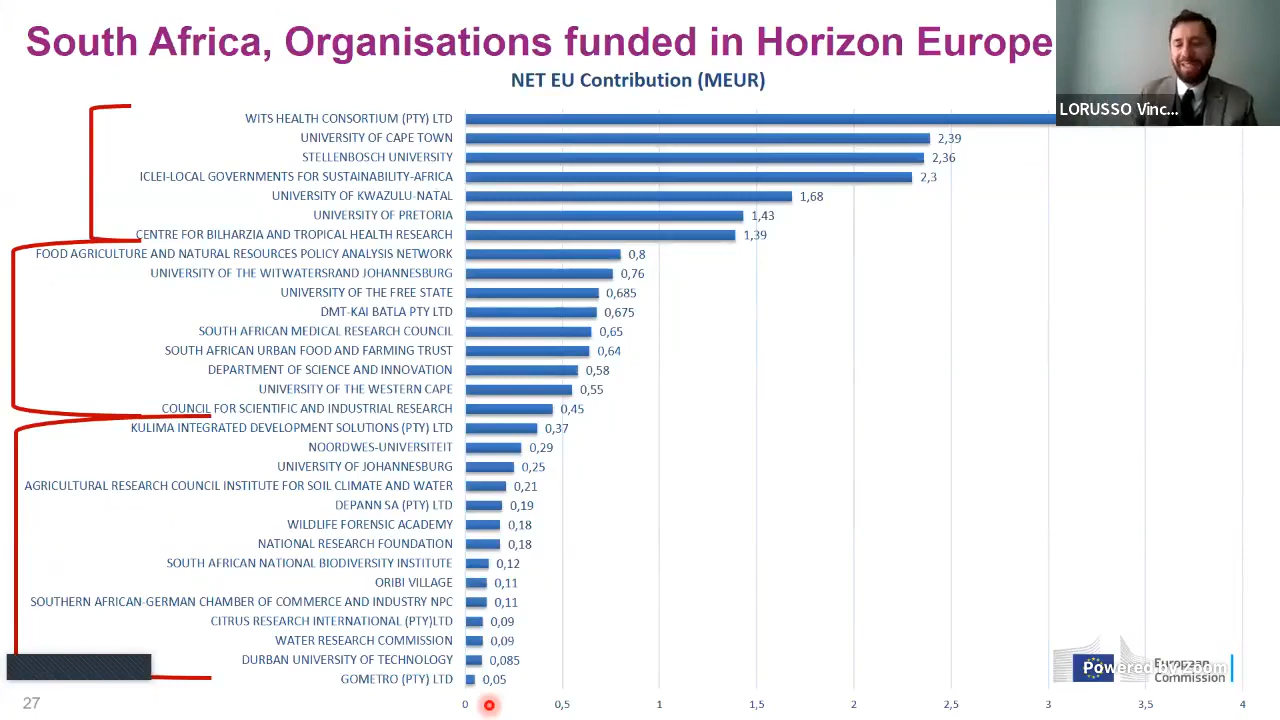 South Africa, Organisations funded in Horizon Europe
NET EU Contribution (MEUR)
LORUSSO Vinc...
WITS HEALTH CONSORTIUM (PTY) LTD
UNIVERSITY OF CAPE TOWN 2,39
STELLENBOSCH UNIVERSITY 2,36
ICLEI-LOCAL GOVERNMENTS FOR SUSTAINABILITY-AFRICA 2,3
UNIVERSITY OF KWAZULU-NATAL 1,68
UNIVERSITY OF PRETORIA 1,43
CENTRE FOR BILHARZIA AND TROPICAL HEALTH RESEARCH 1,39
FOOD AGRICULTURE AND NATURAL RESOURCES POLICY ANALYSIS NETWORK 0,8
UNIVERSITY OF THE WITWATERSRAND JOHANNESBURG 0,76
UNIVERSITY OF THE FREE STATE 0,685
DMT-KAI BATLA PTY LTD 0,675
SOUTH AFRICAN MEDICAL RESEARCH COUNCIL 0,65
SOUTH AFRICAN URBAN FOOD AND FARMING TRUST 0,64
DEPARTMENT OF SCIENCE AND INNOVATION 0,58
UNIVERSITY OF THE WESTERN CAPE 0,55
COUNCIL FOR SCIENTIFIC AND INDUSTRIAL RESEARCH 0,45
KULIMA INTEGRATED DEVELOPMENT SOLUTIONS (PTY) LTD 0,37
NOORDWES-UNIVERSITEIT 0,29
UNIVERSITY OF JOHANNESBURG 0,25
AGRICULTURAL RESEARCH COUNCIL INSTITUTE FOR SOIL CLIMATE AND WATER 0,21
DEPANN SA (PTY) LTD 0,19
WILDLIFE FORENSIC ACADEMY 0,18
NATIONAL RESEARCH FOUNDATION 0,18
SOUTH AFRICAN NATIONAL BIODIVERSITY INSTITUTE 0,12
ORIBI VILLAGE 0,11
SOUTHERN AFRICAN-GERMAN CHAMBER OF COMMERCE AND INDUSTRY NPC 0,11
CITRUS RESEARCH INTERNATIONAL (PTY)LTD 0,09
WATER RESEARCH COMMISSION 0,09
DURBAN UNIVERSITY OF TECHNOLOGY 0,085
GOMETRO (PTY) LTD 0,05
0 0,5 1 1,5 2 2,5 3 3,5 4
European
Commission
Powered by Zoom
27